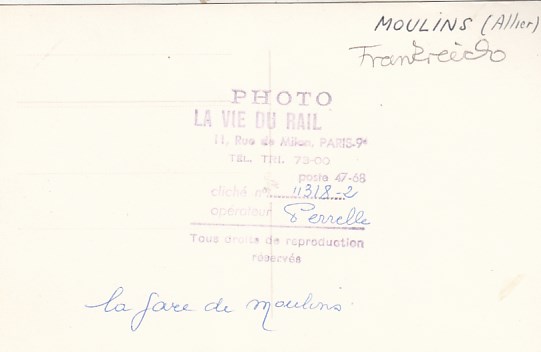 MOULINS (Allier)
Frankreich
PHOTO
LA VIE DU RAIL
11, Rue de Milan, PARIS-9e
TEL. TRI. 73-00
poste 47-68
cliché n° 11318-2
opérateur Perrelle
Tous droits de reproduction
réservés
la gare de moulins